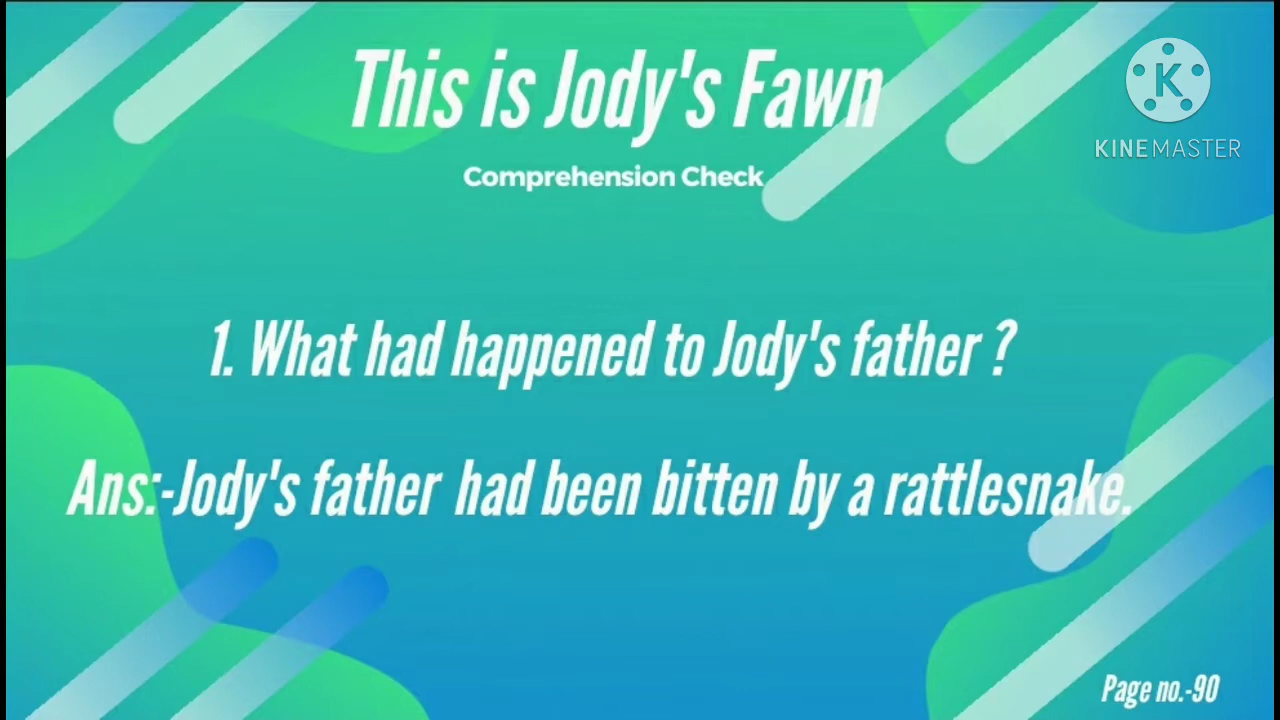 This is Jody's Fawn
K
KINEMASTER
Comprehension Check
1. What had happened to Jody's father ?
Ans:-Jody's father had been bitten by a rattlesnake.
Page no.-90